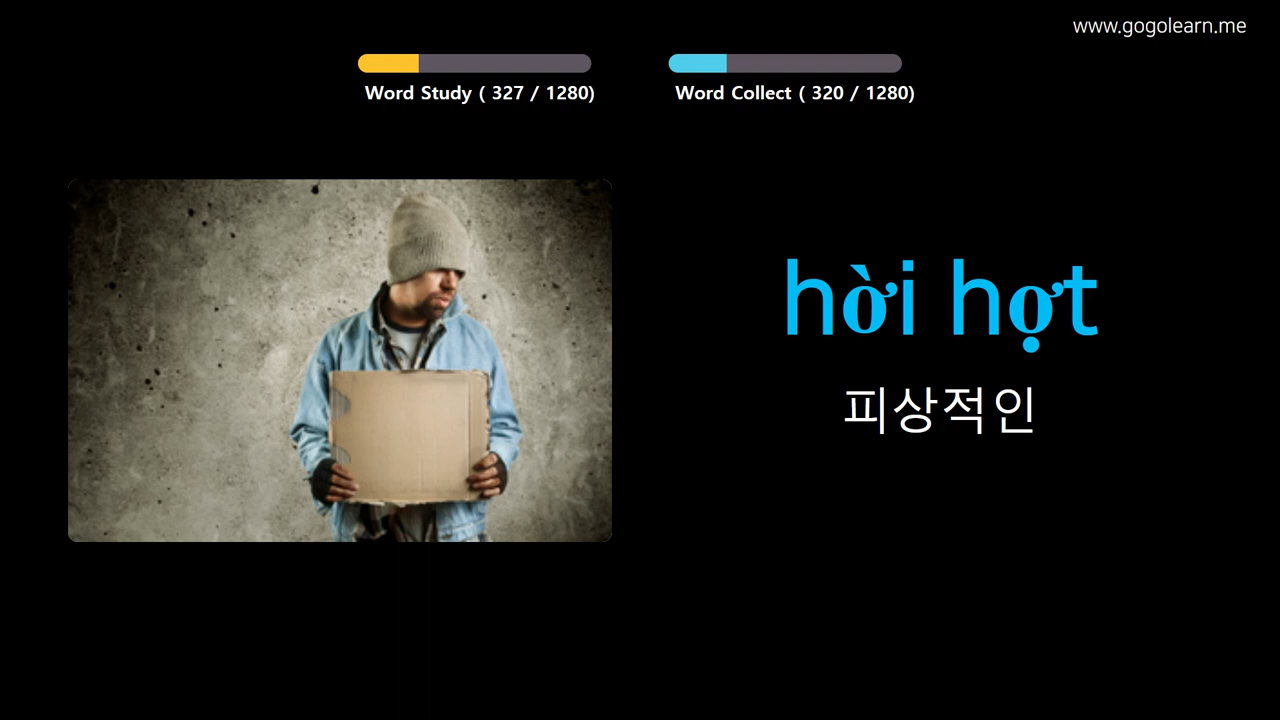 www.gogolearn.me
Word Study ( 327 / 1280)
Word Collect ( 320 / 1280)
hời hợt
피상적인